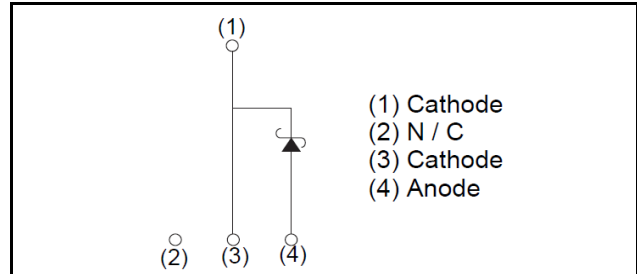 (1)
(1) Cathode
(2) N / C
(3) Cathode
(4) Anode
(2) (3) (4)